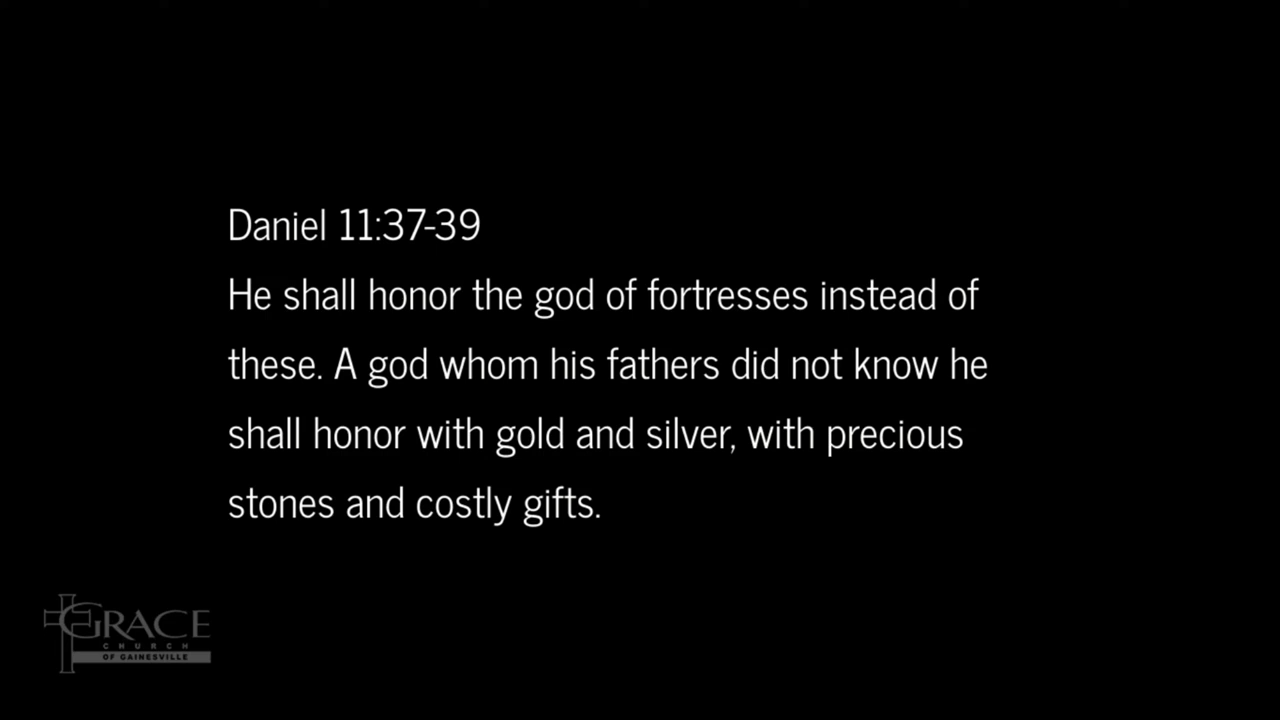 Daniel 11:37-39
He shall honor the god of fortresses instead of
these. A god whom his fathers did not know he
shall honor with gold and silver, with precious
stones and costly gifts.
GRACE
CHURCH
OF GAINESVILLE